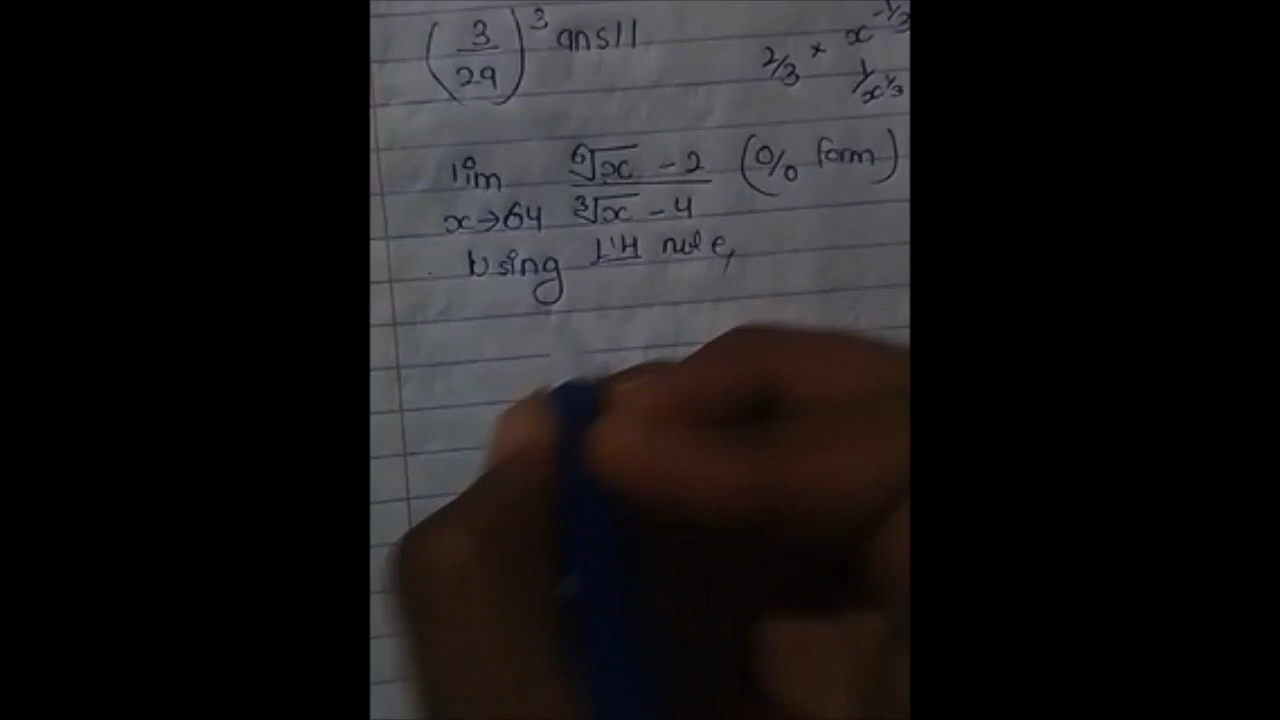 (3/29)³ ans||
2/3 * x^-1/3
1/x^1/3
lim ⁶√x - 2 (0/0 form)
x→64 ³√x - 4
Using L'H rule,